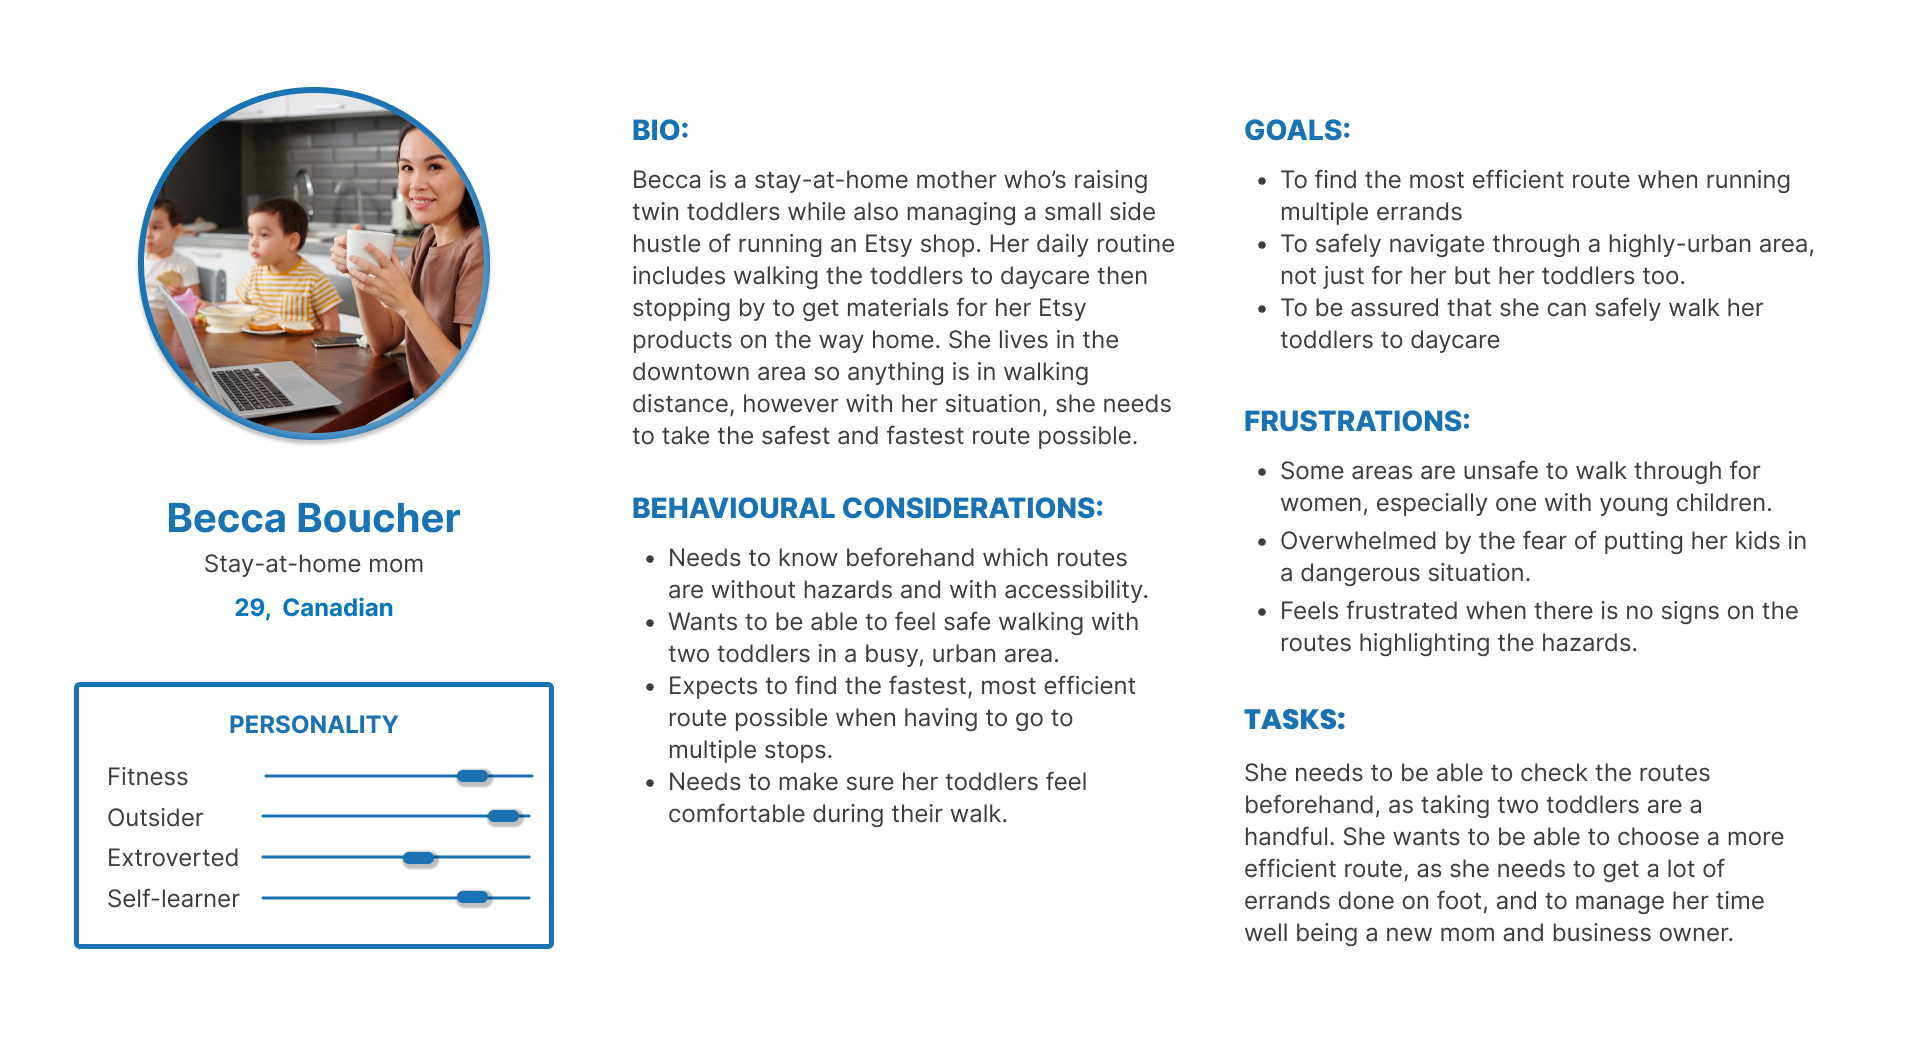 Becca Boucher
Stay-at-home mom
29, Canadian
PERSONALITY
Fitness
Outsider
Extroverted
Self-learner
BIO:
Becca is a stay-at-home mother who’s raising
twin toddlers while also managing a small side
hustle of running an Etsy shop. Her daily routine
includes walking the toddlers to daycare then
stopping by to get materials for her Etsy
products on the way home. She lives in the
downtown area so anything is in walking
distance, however with her situation, she needs
to take the safest and fastest route possible.
BEHAVIOURAL CONSIDERATIONS:
• Needs to know beforehand which routes
are without hazards and with accessibility.
• Wants to be able to feel safe walking with
two toddlers in a busy, urban area.
• Expects to find the fastest, most efficient
route possible when having to go to
multiple stops.
• Needs to make sure her toddlers feel
comfortable during their walk.
GOALS:
• To find the most efficient route when running
multiple errands
• To safely navigate through a highly-urban area,
not just for her but her toddlers too.
• To be assured that she can safely walk her
toddlers to daycare
FRUSTRATIONS:
• Some areas are unsafe to walk through for
women, especially one with young children.
• Overwhelmed by the fear of putting her kids in
a dangerous situation.
• Feels frustrated when there is no signs on the
routes highlighting the hazards.
TASKS:
She needs to be able to check the routes
beforehand, as taking two toddlers are a
handful. She wants to be able to choose a more
efficient route, as she needs to get a lot of
errands done on foot, and to manage her time
well being a new mom and business owner.